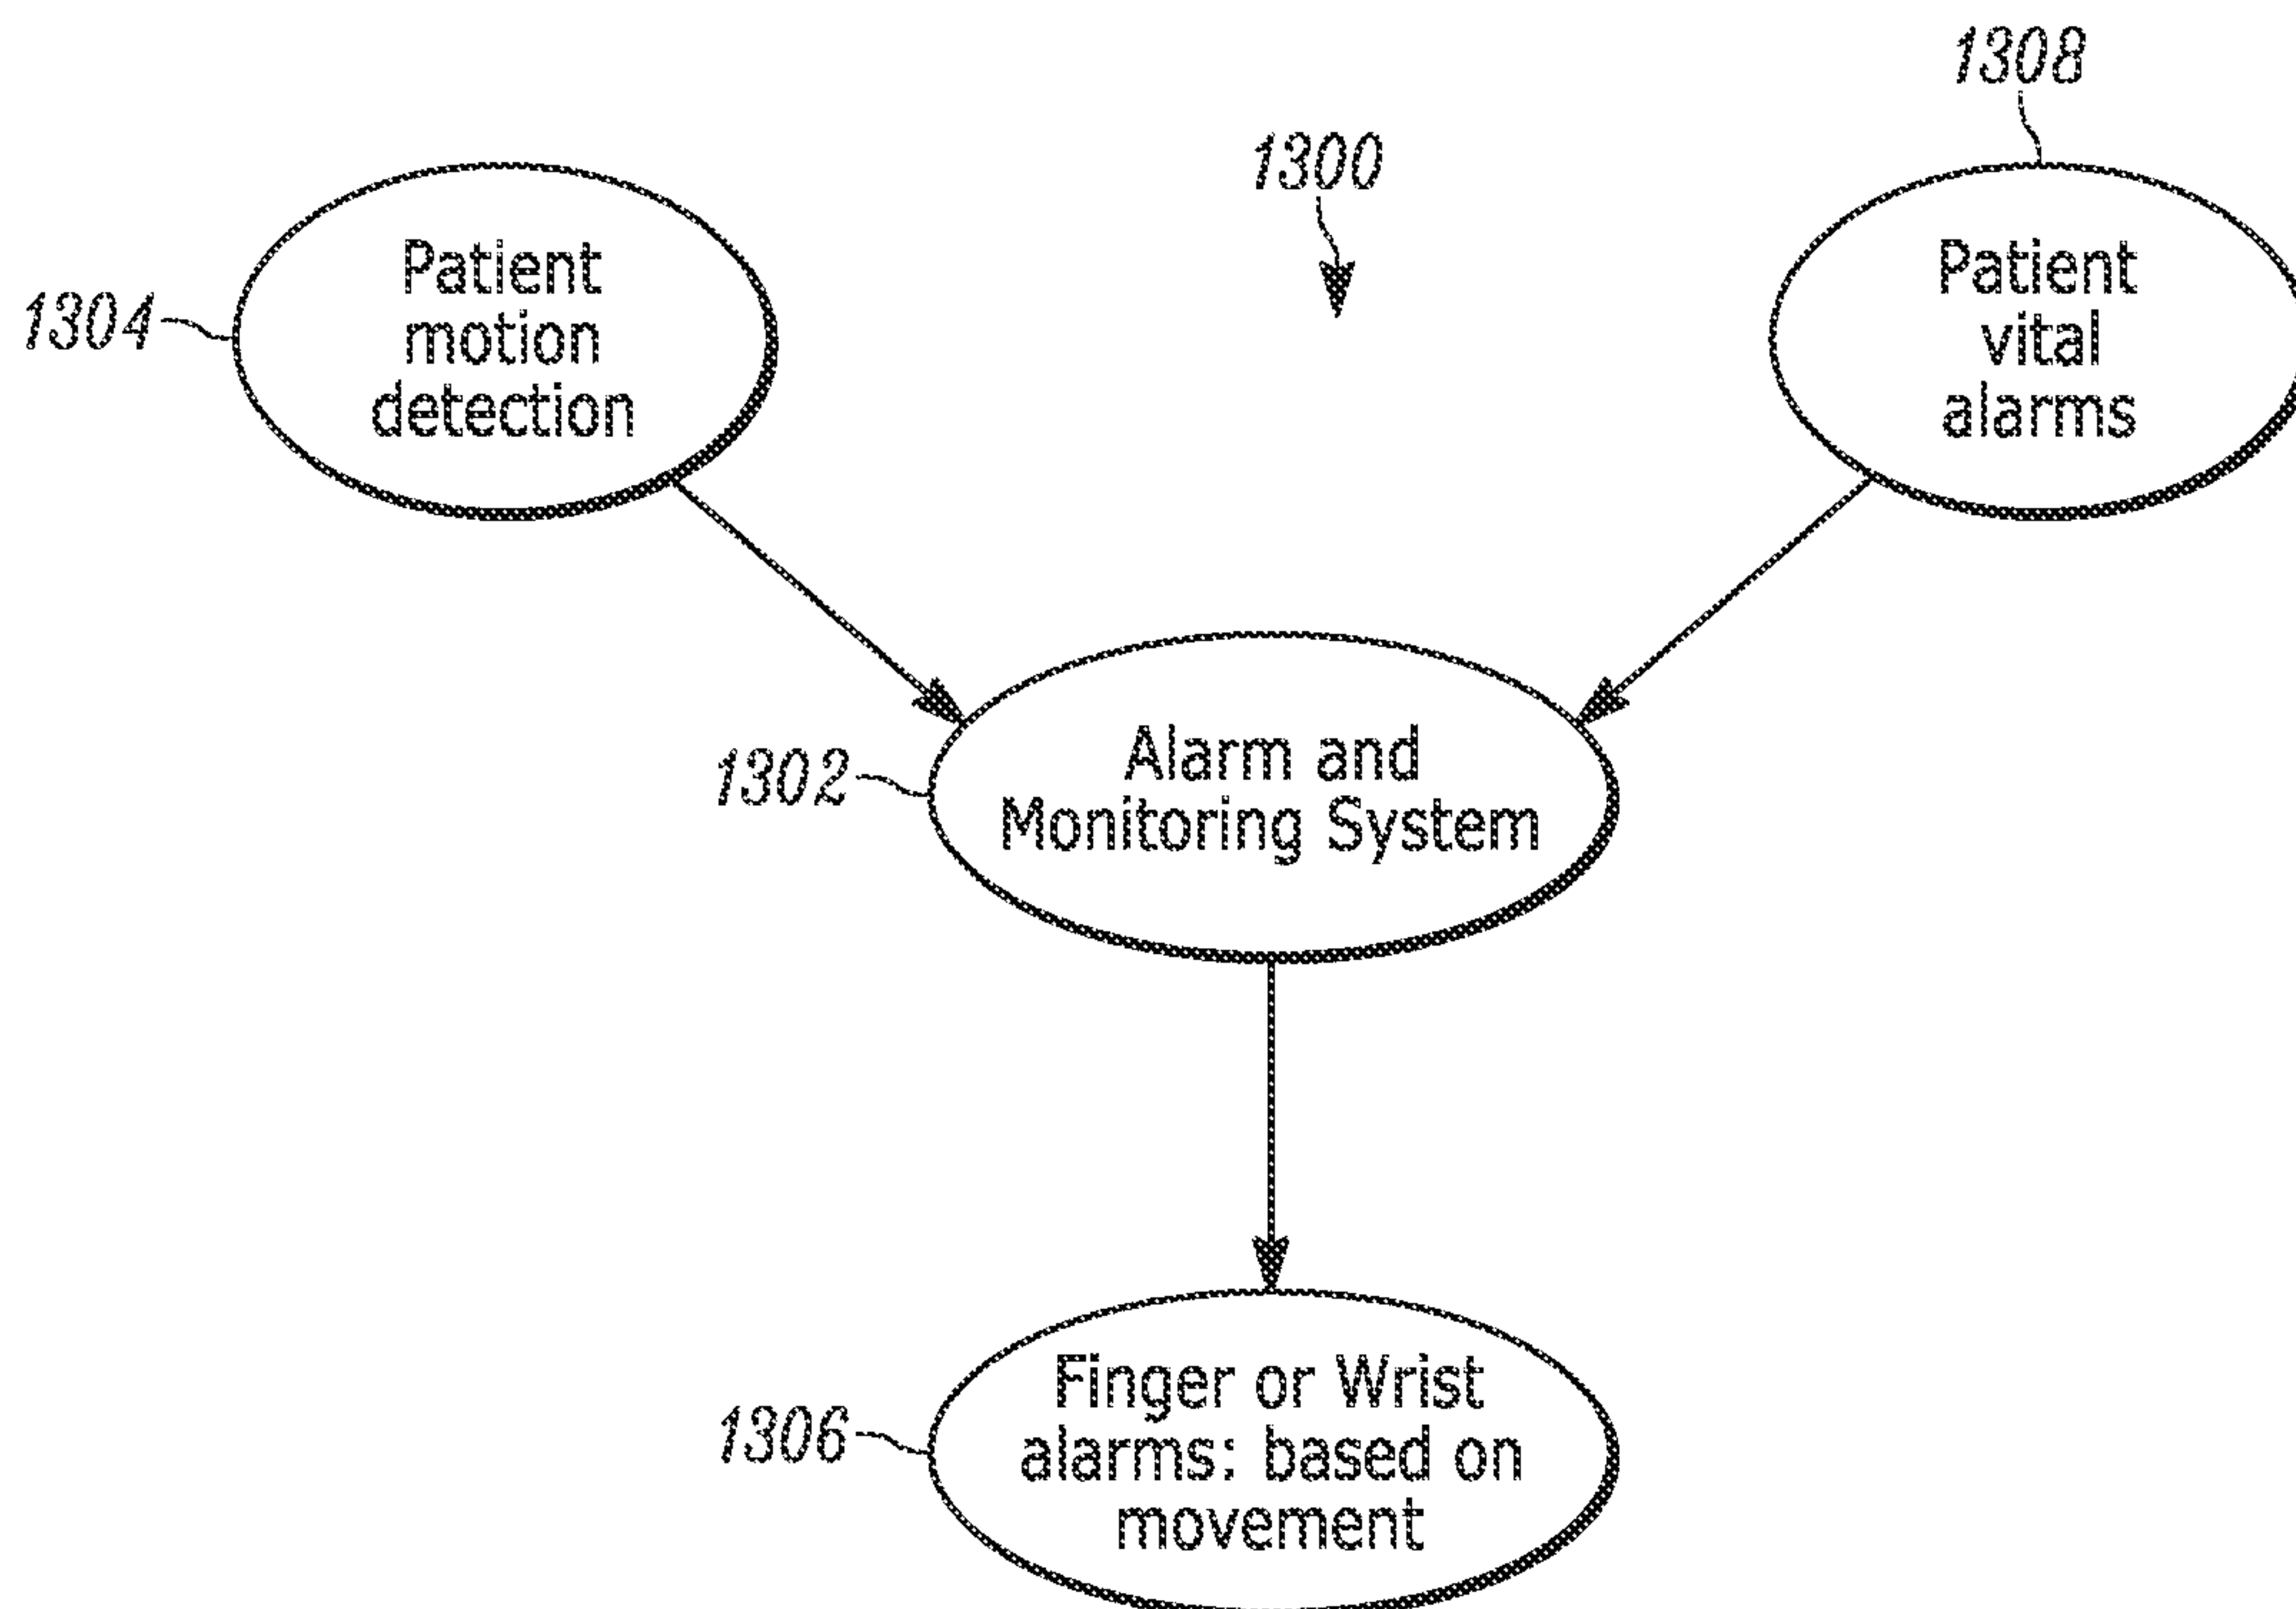 1308
1300
Patient
motion
detection
1304
Patient
vital
alarms
1302
Alarm and
Monitoring System
1306
Finger or Wrist
alarms: based on
movement